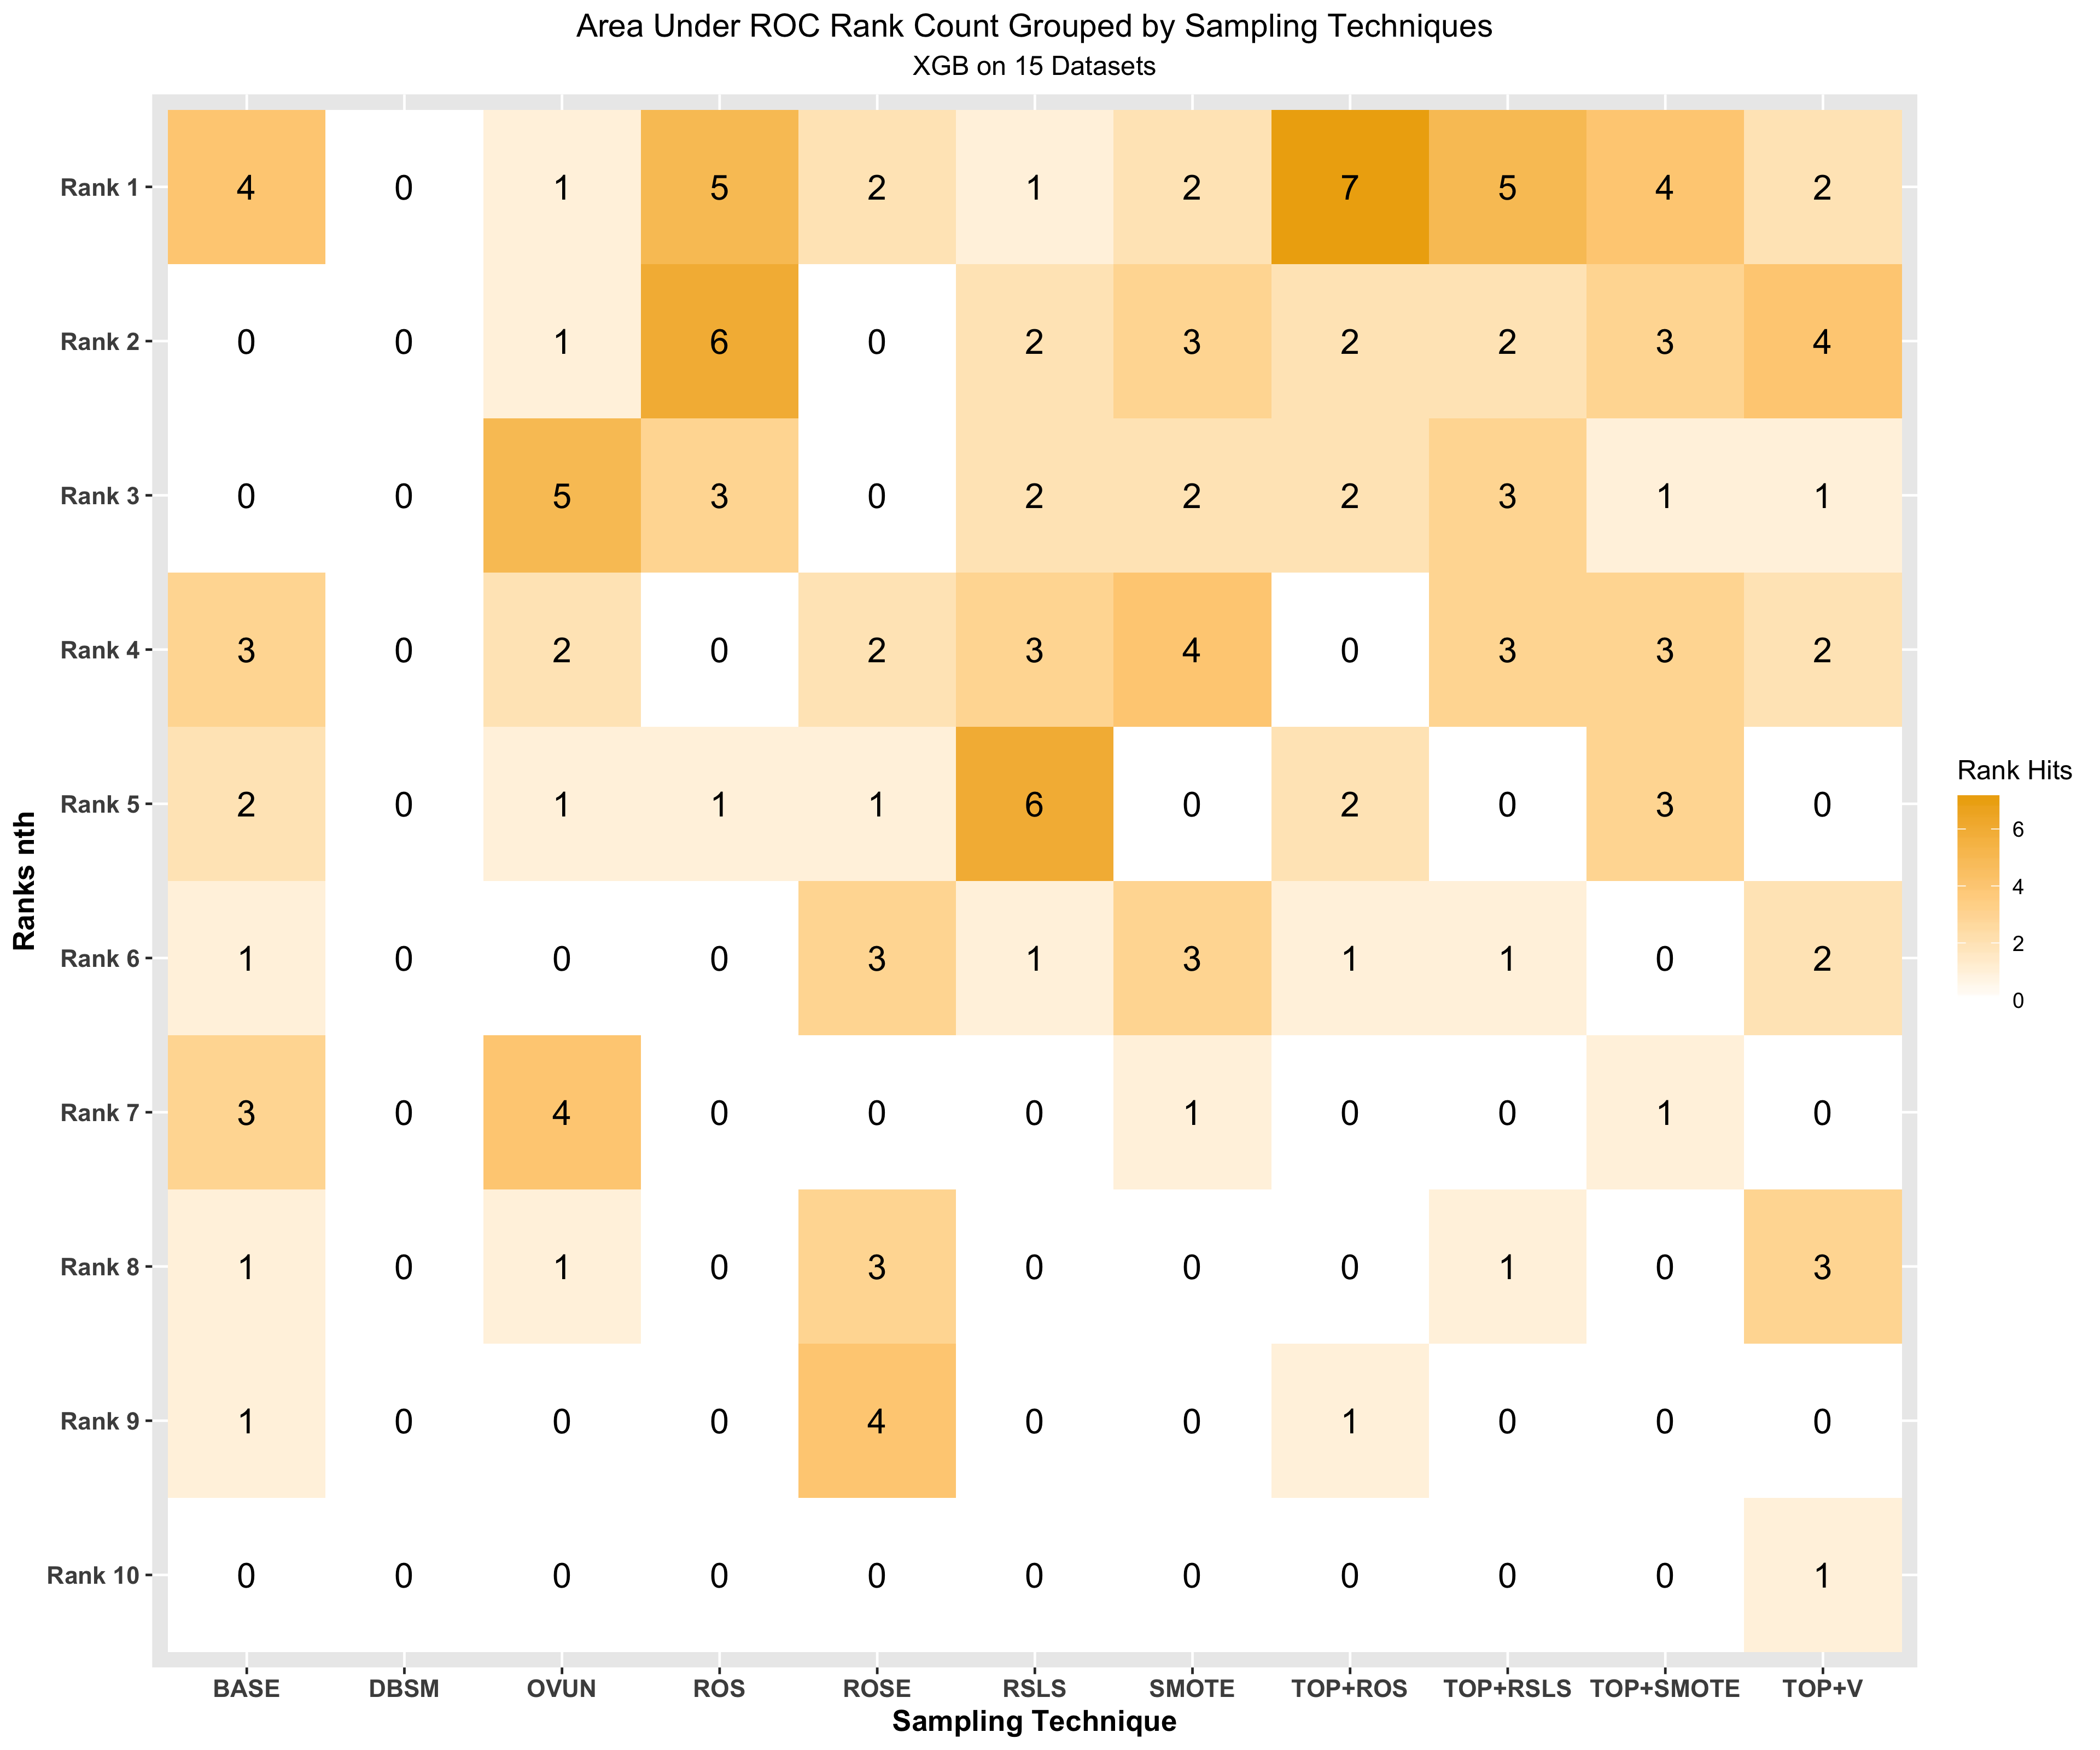 Area Under ROC Rank Count Grouped by Sampling Techniques
XGB on 15 Datasets
Rank 1 4 0 1 5 2 1 2 7 5 4 2
Rank 2 0 0 1 6 0 2 3 2 2 3 4
Rank 3 0 0 5 3 0 2 2 2 3 1 1
Rank 4 3 0 2 0 2 3 4 0 3 3 2
Rank 5 2 0 1 1 1 6 0 2 0 3 0
Rank 6 1 0 0 0 3 1 3 1 1 0 2
Rank 7 3 0 4 0 0 0 1 0 0 1 0
Rank 8 1 0 1 0 3 0 0 0 1 0 3
Rank 9 1 0 0 0 4 0 0 1 0 0 0
Rank 10 0 0 0 0 0 0 0 0 0 0 1
BASE DBSM OVUN ROS ROSE RSLS SMOTE TOP+ROS TOP+RSLS TOP+SMOTE TOP+V
Sampling Technique
Ranks nth
Rank Hits
6
4
2
0